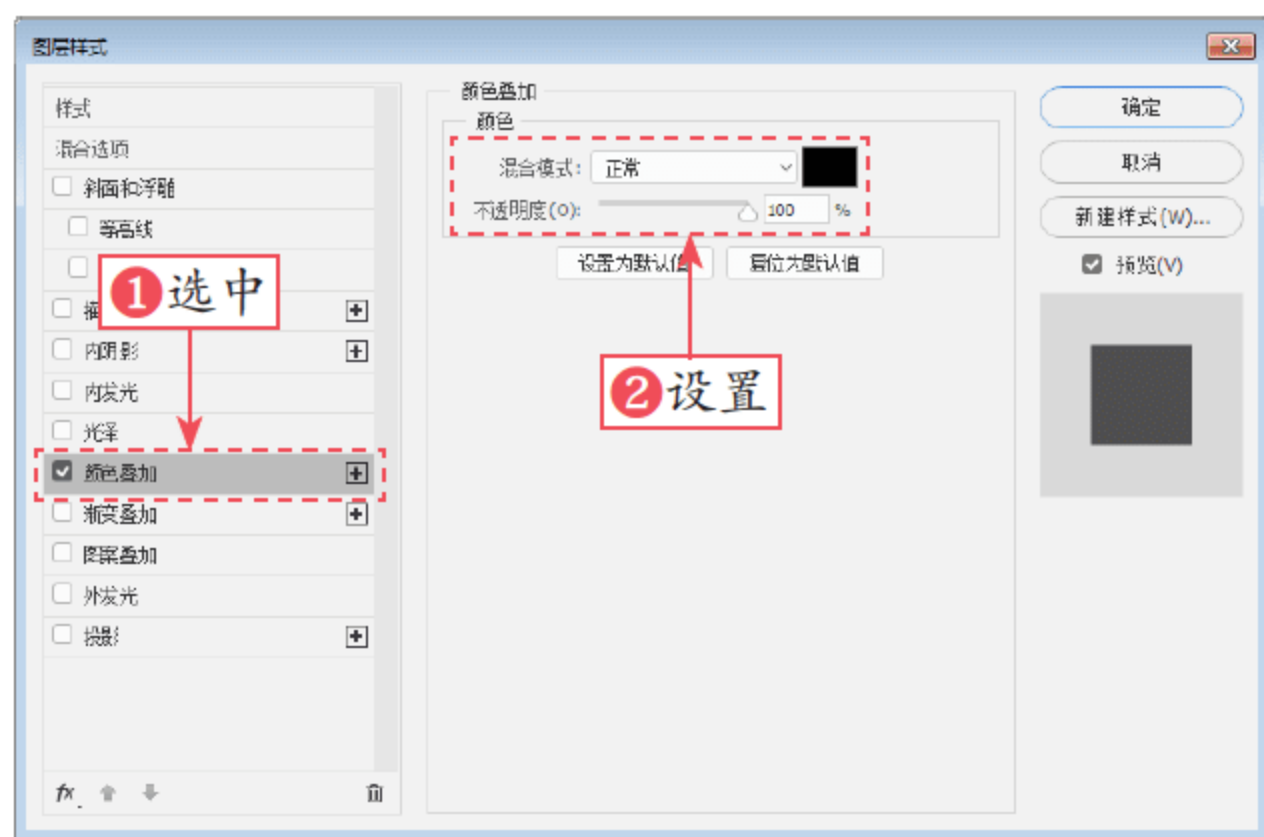 图层样式
样式
混合选项
斜面和浮雕
等高线
❶选中
内阴影
内发光
光泽
颜色叠加
渐变叠加
图案叠加
外发光
投影
fx
颜色叠加
颜色
混合模式: 正常
不透明度(O): 100 %
设置为默认值 复位为默认值
❷设置
确定
取消
新建样式(W)...
预览(V)